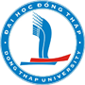 ĐẠI HỌC ĐỒNG THÁP
DONG THAP UNIVERSITY